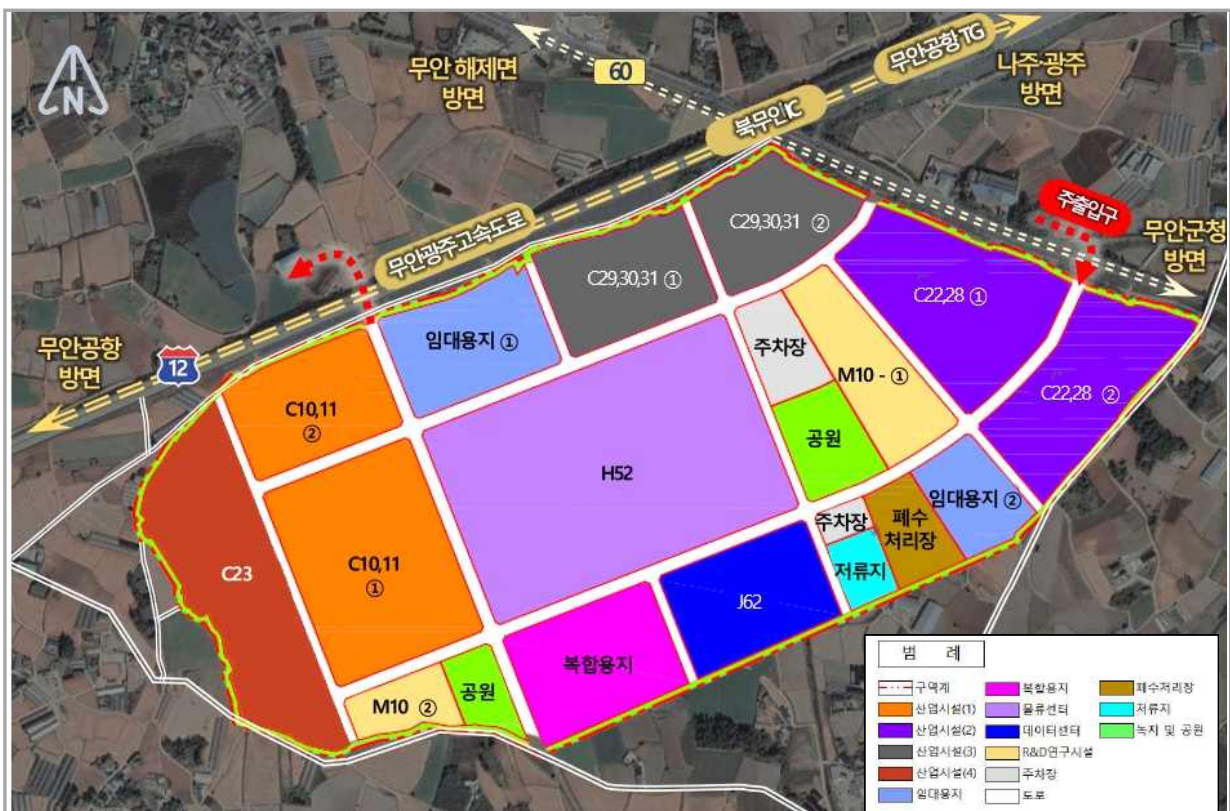 N
무안 해제면
방면
60
무안공항 TG
나주·광주
방면
북무안IC
주출입구
무안군청
방면
무안광주고속도로
무안공항
방면
12
C29,30,31 ②
C29,30,31 ①
C22,28 ①
C22,28 ②
임대용지 ①
주차장
M10 - ①
C10,11
②
공원
H52
임대용지 ②
주차장
폐수
처리장
C23
C10,11
①
저류지
J62
복합용지
M10 ②
공원
범 례
구역계
복합용지
폐수처리장
산업시설(1)
물류센터
저류지
산업시설(2)
데이터센터
녹지 및 공원
산업시설(3)
R&D연구시설
산업시설(4)
주차장
임대용지
도로